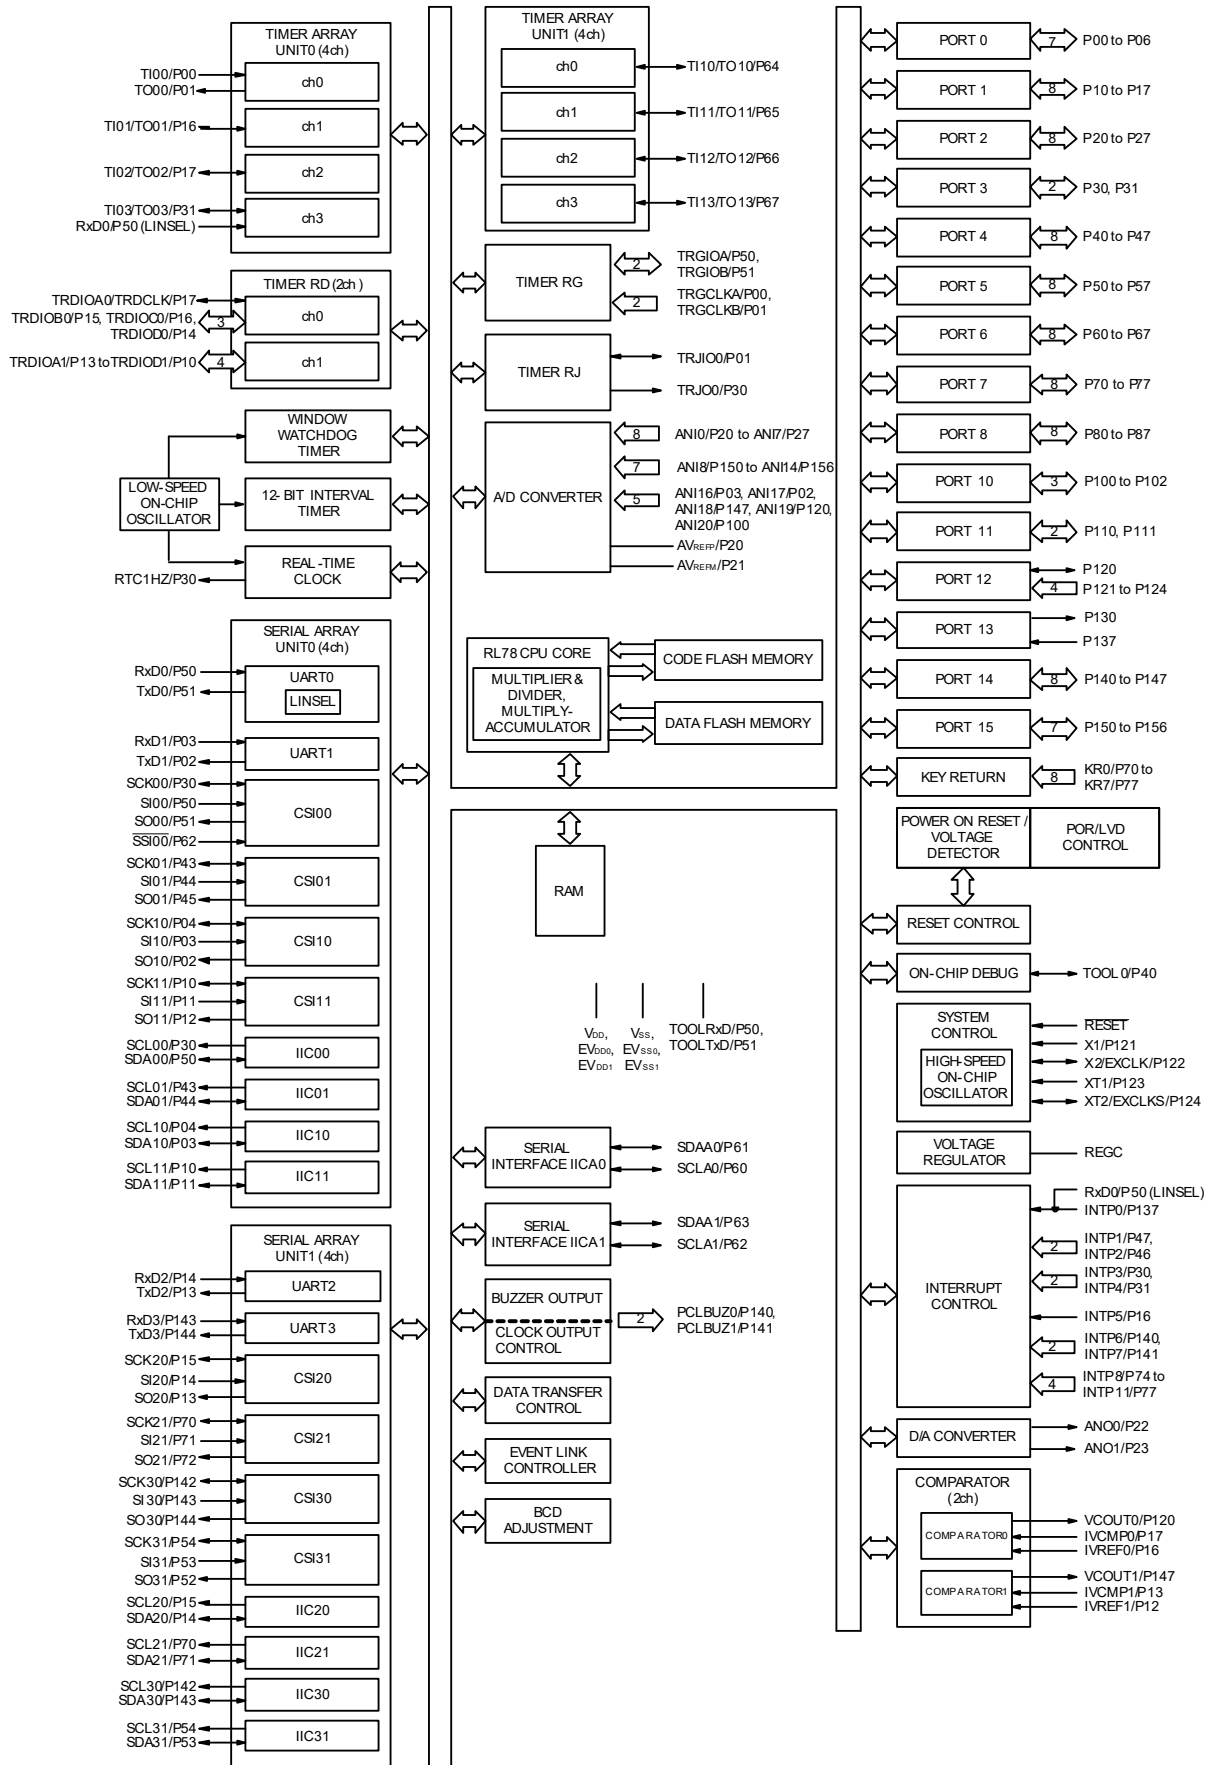 TIMER ARRAY
UNIT0 (4ch)
TI00/P00
TO00/P01
ch0
TI01/TO01/P16
ch1
TI02/TO02/P17
ch2
TI03/TO03/P31
RxD0/P50 (LINSEL)
ch3
TIMER RD (2ch)
TRDIOA0/TRDCLK/P17
TRDIOB0/P15, TRDIOC0/P16,
TRDIOD0/P14
3
ch0
TRDIOA1/P13 to TRDIOD1/P10
4
ch1
WINDOW
WATCHDOG
TIMER
LOW-SPEED
ON-CHIP
OSCILLATOR
12- BIT INTERVAL
TIMER
REAL-TIME
CLOCK
RTC1HZ/P30
SERIAL ARRAY
UNIT0 (4ch)
RxD0/P50
TxD0/P51
UART0
LINSEL
RxD1/P03
TxD1/P02
UART1
SCK00/P30
SI00/P50
SO00/P51
SSI00/P62
CSI00
SCK01/P43
SI01/P44
SO01/P45
CSI01
SCK10/P04
SI10/P03
SO10/P02
CSI10
SCK11/P10
SI11/P11
SO11/P12
CSI11
SCL00/P30
SDA00/P50
IIC00
SCL01/P43
SDA01/P44
IIC01
SCL10/P04
SDA10/P03
IIC10
SCL11/P10
SDA11/P11
IIC11
SERIAL ARRAY
UNIT1 (4ch)
RxD2/P14
TxD2/P13
UART2
RxD3/P143
TxD3/P144
UART3
SCK20/P15
SI20/P14
SO20/P13
CSI20
SCK21/P70
SI21/P71
SO21/P72
CSI21
SCK30/P142
SI30/P143
SO30/P144
CSI30
SCK31/P54
SI31/P53
SO31/P52
CSI31
SCL20/P15
SDA20/P14
IIC20
SCL21/P70
SDA21/P71
IIC21
SCL30/P142
SDA30/P143
IIC30
SCL31/P54
SDA31/P53
IIC31
TIMER ARRAY
UNIT1 (4ch)
ch0
TI10/TO10/P64
ch1
TI11/TO11/P65
ch2
TI12/TO12/P66
ch3
TI13/TO13/P67
TIMER RG
2
TRGIOA/P50,
TRGIOB/P51
2
TRGCLKA/P00,
TRGCLKB/P01
TIMER RJ
TRJIO0/P01
TRJO0/P30
A/D CONVERTER
8
ANI0/P20 to ANI7/P27
7
ANI8/P150 to ANI14/P156
5
ANI16/P03, ANI17/P02,
ANI18/P147, ANI19/P120,
ANI20/P100
AVREFP/P20
AVREFM/P21
RL78 CPU CORE
MULTIPLIER &
DIVIDER,
MULTIPLY-
ACCUMULATOR
CODE FLASH MEMORY
DATA FLASH MEMORY
RAM
VDD,
EVDD0,
EVDD1
VSS,
EVSS0,
EVSS1
TOOLRxD/P50,
TOOLTxD/P51
SERIAL
INTERFACE IICA0
SDAA0/P61
SCLA0/P60
SERIAL
INTERFACE IICA1
SDAA1/P63
SCLA1/P62
BUZZER OUTPUT
CLOCK OUTPUT
CONTROL
2
PCLBUZ0/P140,
PCLBUZ1/P141
DATA TRANSFER
CONTROL
EVENT LINK
CONTROLLER
BCD
ADJUSTMENT
PORT 0
7
P00 to P06
PORT 1
8
P10 to P17
PORT 2
8
P20 to P27
PORT 3
2
P30, P31
PORT 4
8
P40 to P47
PORT 5
8
P50 to P57
PORT 6
8
P60 to P67
PORT 7
8
P70 to P77
PORT 8
8
P80 to P87
PORT 10
3
P100 to P102
PORT 11
2
P110, P111
PORT 12
P120
4
P121 to P124
PORT 13
P130
P137
PORT 14
8
P140 to P147
PORT 15
7
P150 to P156
KEY RETURN
8
KR0/P70 to
KR7/P77
POWER ON RESET /
VOLTAGE
DETECTOR
POR/LVD
CONTROL
RESET CONTROL
ON-CHIP DEBUG
TOOL0/P40
SYSTEM
CONTROL
HIGH-SPEED
ON-CHIP
OSCILLATOR
RESET
X1/P121
X2/EXCLK/P122
XT1/P123
XT2/EXCLKS/P124
VOLTAGE
REGULATOR
REGC
INTERRUPT
CONTROL
RxD0/P50 (LINSEL)
INTP0/P137
2
INTP1/P47,
INTP2/P46
2
INTP3/P30,
INTP4/P31
INTP5/P16
2
INTP6/P140,
INTP7/P141
4
INTP8/P74 to
INTP11/P77
D/A CONVERTER
ANO0/P22
ANO1/P23
COMPARATOR
(2ch)
COMPARATOR0
VCOUT0/P120
IVCMP0/P17
IVREF0/P16
COMPARATOR1
VCOUT1/P147
IVCMP1/P13
IVREF1/P12